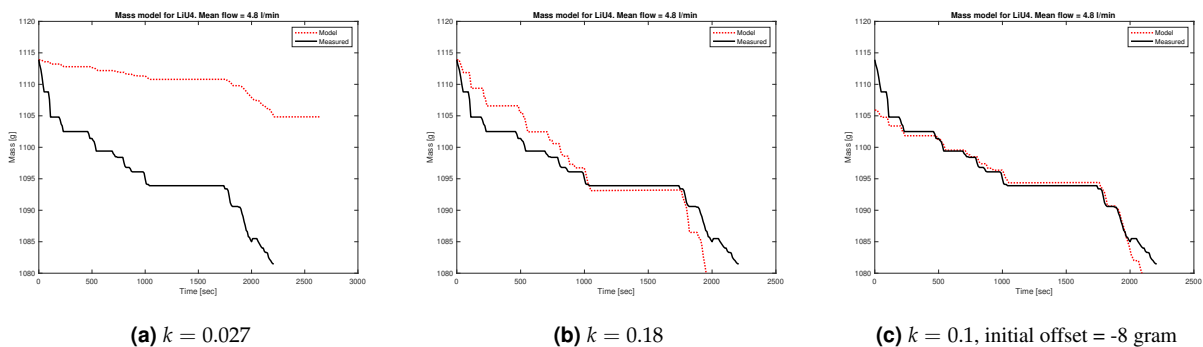 Mass model for LiU4. Mean flow = 4.8 l/min
1120
1115
1110
1105
1100
1095
1090
1085
1080
Mass [g]
0
500
1000
1500
2000
2500
3000
Time [sec]
Model
Measured
(a) k = 0.027
Mass model for LiU4. Mean flow = 4.8 l/min
1120
1115
1110
1105
1100
1095
1090
1085
1080
Mass [g]
0
500
1000
1500
2000
2500
Time [sec]
Model
Measured
(b) k = 0.18
Mass model for LiU4. Mean flow = 4.8 l/min
1120
1115
1110
1105
1100
1095
1090
1085
1080
Mass [g]
0
500
1000
1500
2000
2500
Time [sec]
Model
Measured
(c) k = 0.1, initial offset = -8 gram